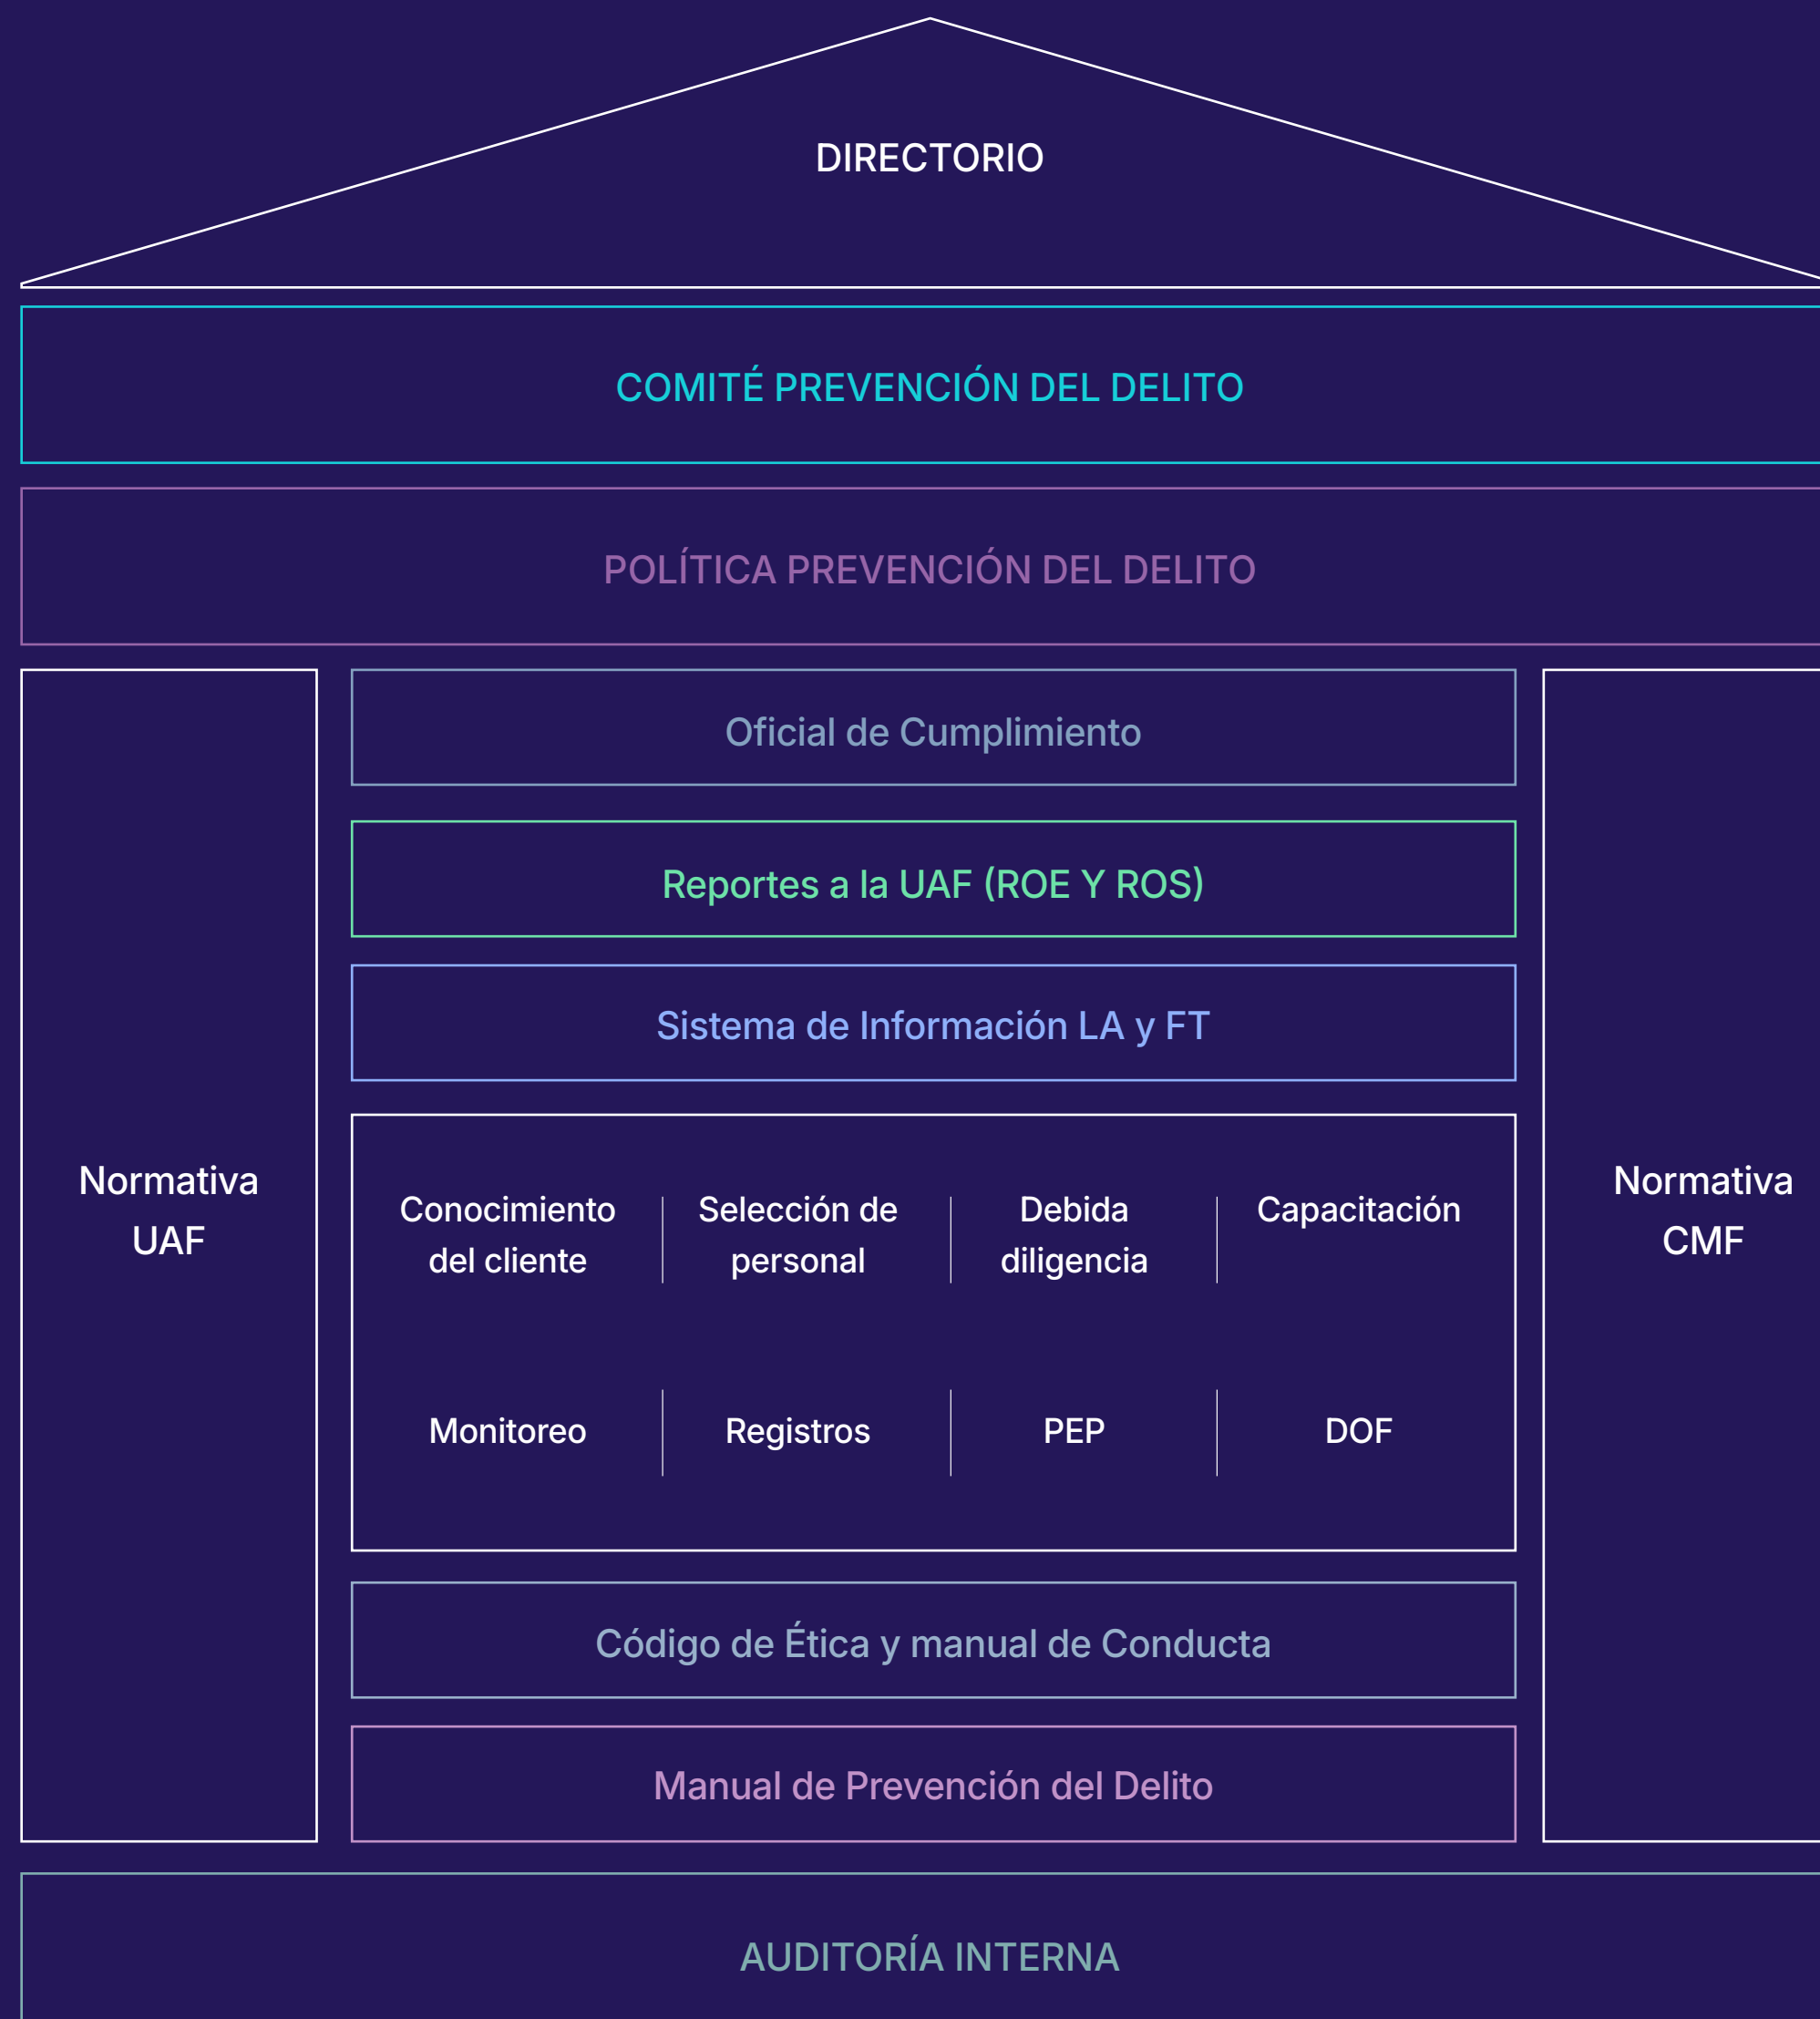 DIRECTORIO
COMITÉ PREVENCIÓN DEL DELITO
POLÍTICA PREVENCIÓN DEL DELITO
Normativa
UAF
Oficial de Cumplimiento
Reportes a la UAF (ROE Y ROS)
Sistema de Información LA y FT
Conocimiento
del cliente
Selección de
personal
Debida
diligencia
Capacitación
Monitoreo
Registros
PEP
DOF
Código de Ética y manual de Conducta
Manual de Prevención del Delito
Normativa
CMF
AUDITORÍA INTERNA